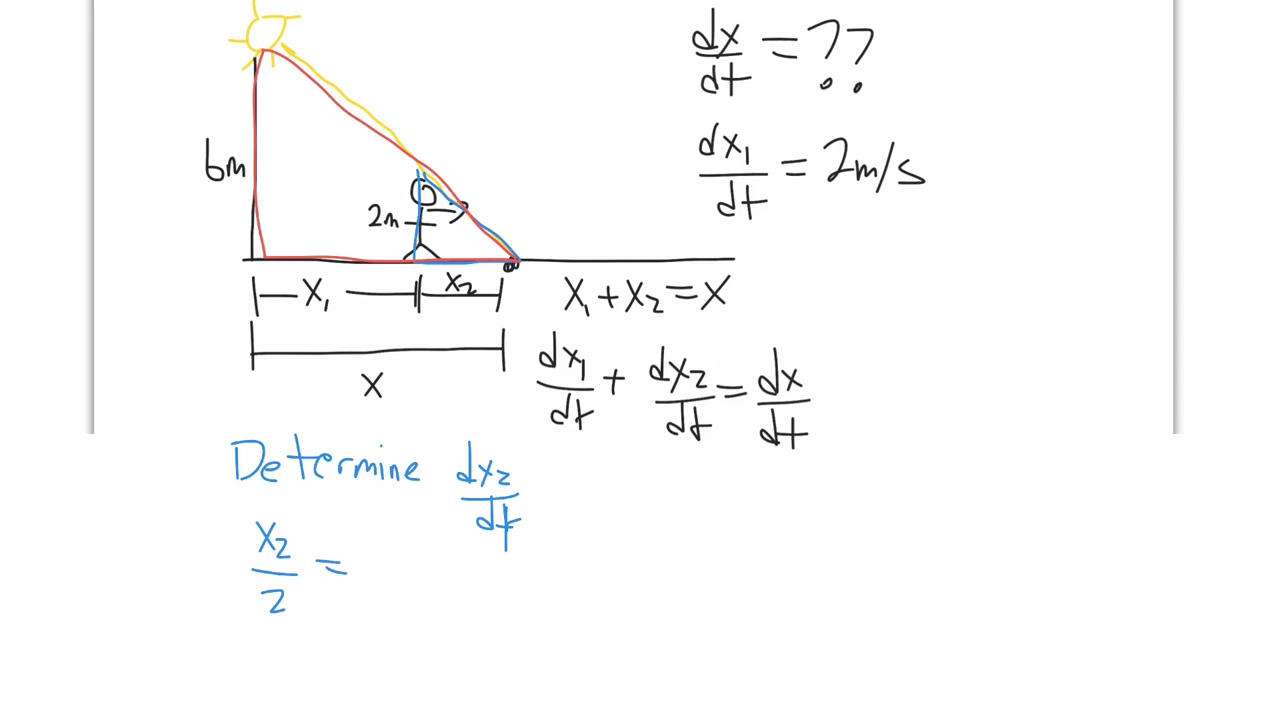 dx/dt = ??
dx₁/dt = 2m/s
6m
2m
x₁
x₂
x₁ + x₂ = x
x
dx₁/dt + dx₂/dt = dx/dt
Determine dx₂/dt
x₂/2 =